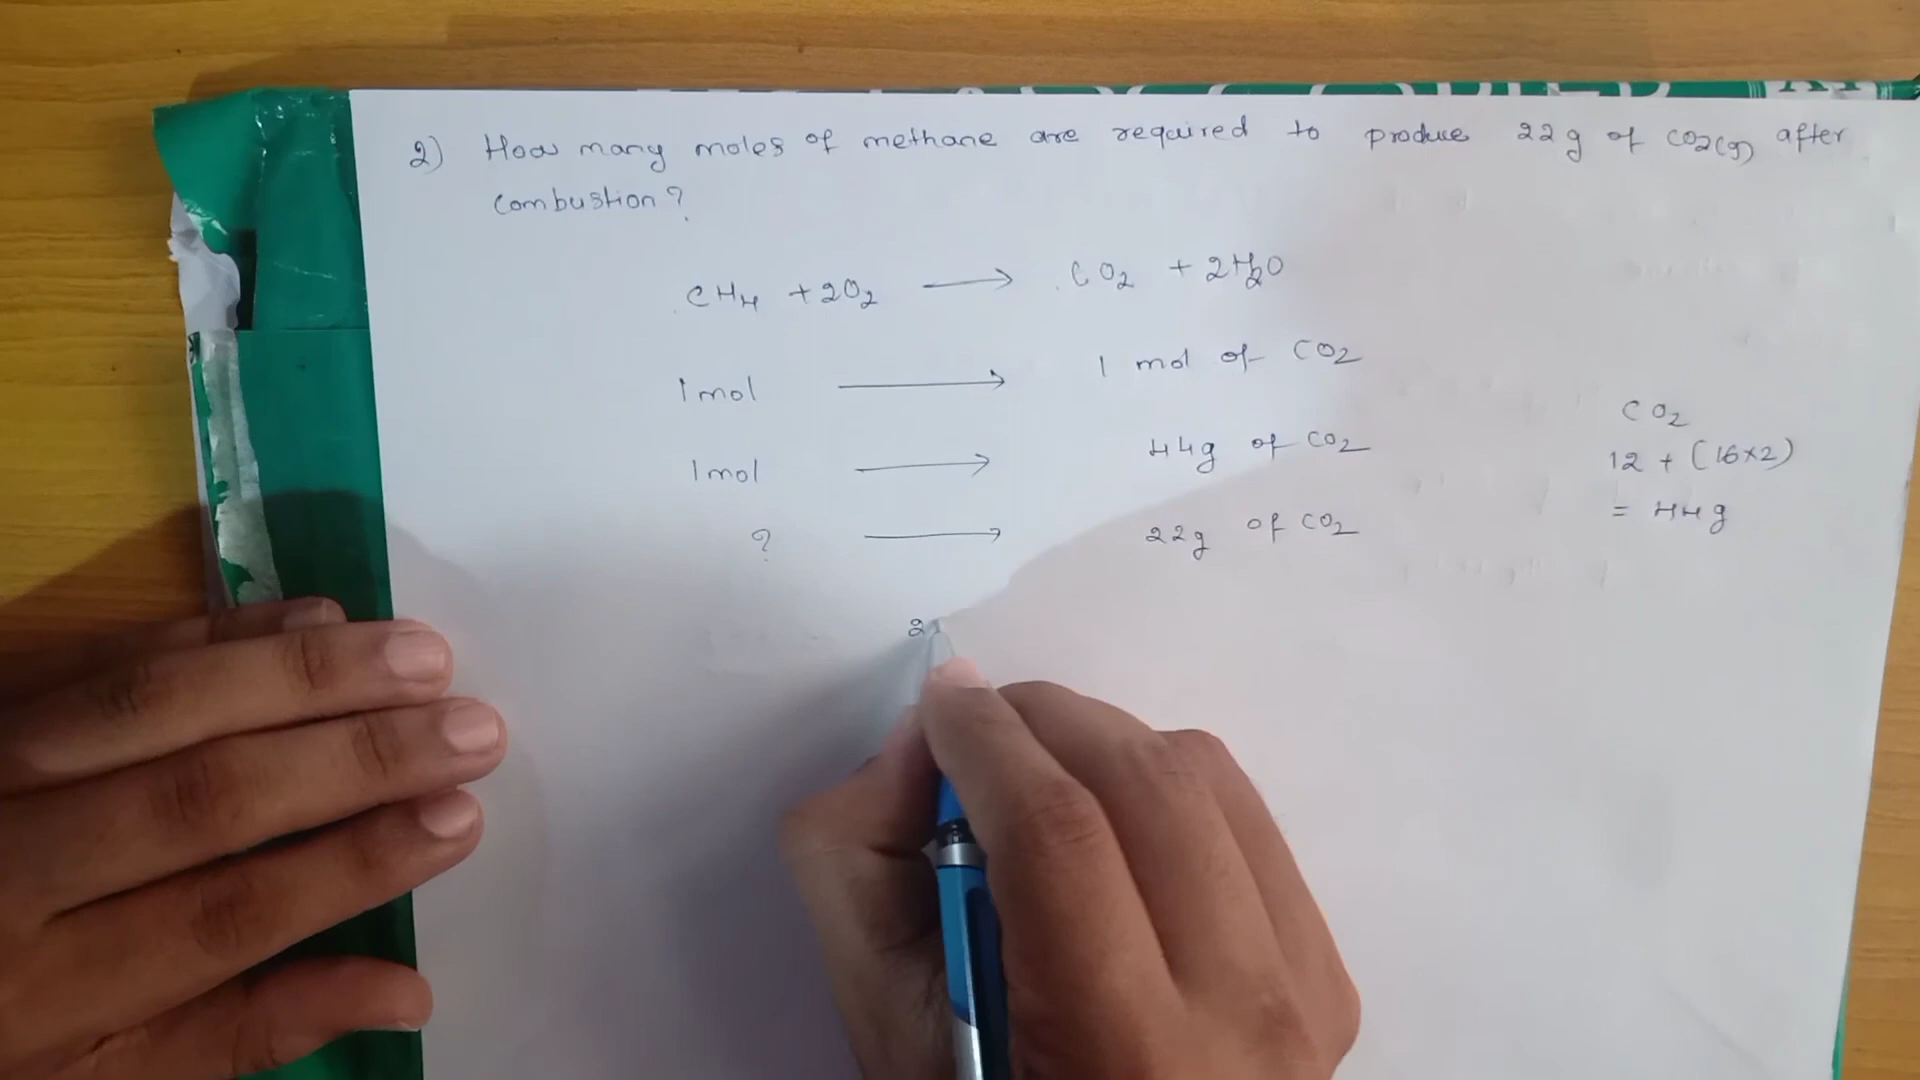 2) How many moles of methane are required to produce 22g of CO2(g) after
combustion?
CH4 + 2O2 → CO2 + 2H2O
1mol → 1 mol of CO2
1mol → 44g of CO2
? → 22g of CO2
CO2
12 + (16×2)
= 44g
2